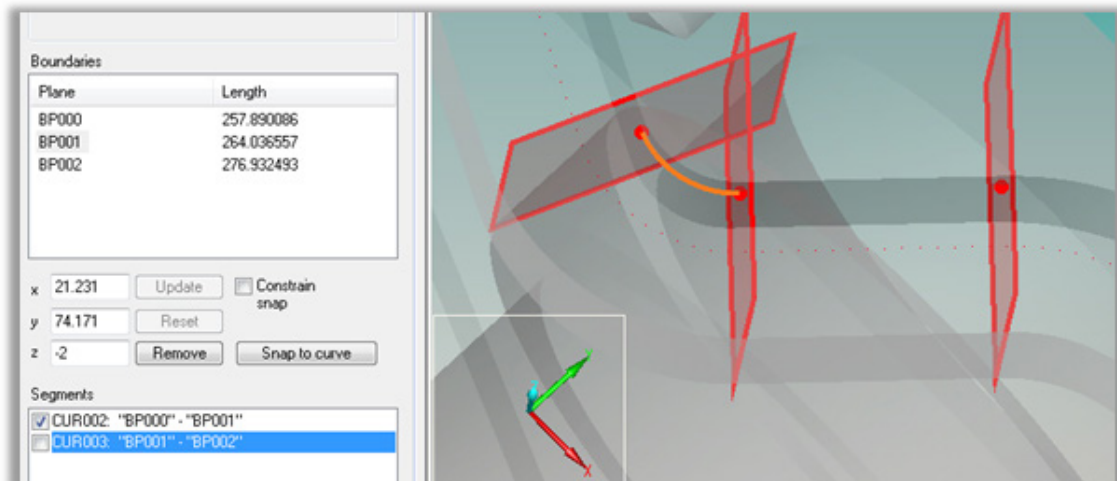 Boundaries
Plane Length
BP000 257.890086
BP001 264.036557
BP002 276.932493
x 21.231 Update Constrain
snap
y 74.171 Reset
z -2 Remove Snap to curve
Segments
CUR002: "BP000" - "BP001"
CUR003: "BP001" - "BP002"
X